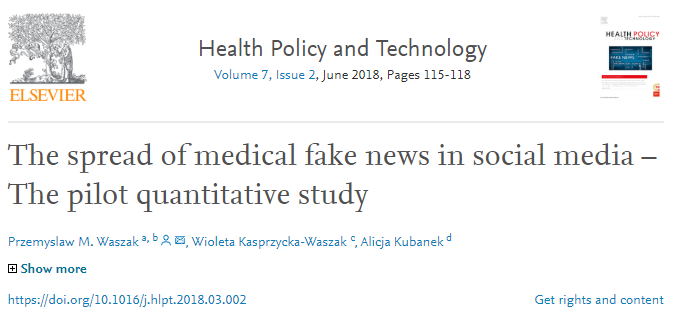 Health Policy and Technology
Volume 7, Issue 2, June 2018, Pages 115-118
ELSEVIER
HEALTH POLICY
TECHNOLOGY
FAKE NEWS
The spread of medical fake news in social media –
The pilot quantitative study
Przemyslaw M. Waszak a, b, Wioleta Kasprzycka-Waszak c, Alicja Kubanek d
Show more
https://doi.org/10.1016/j.hlpt.2018.03.002 Get rights and content